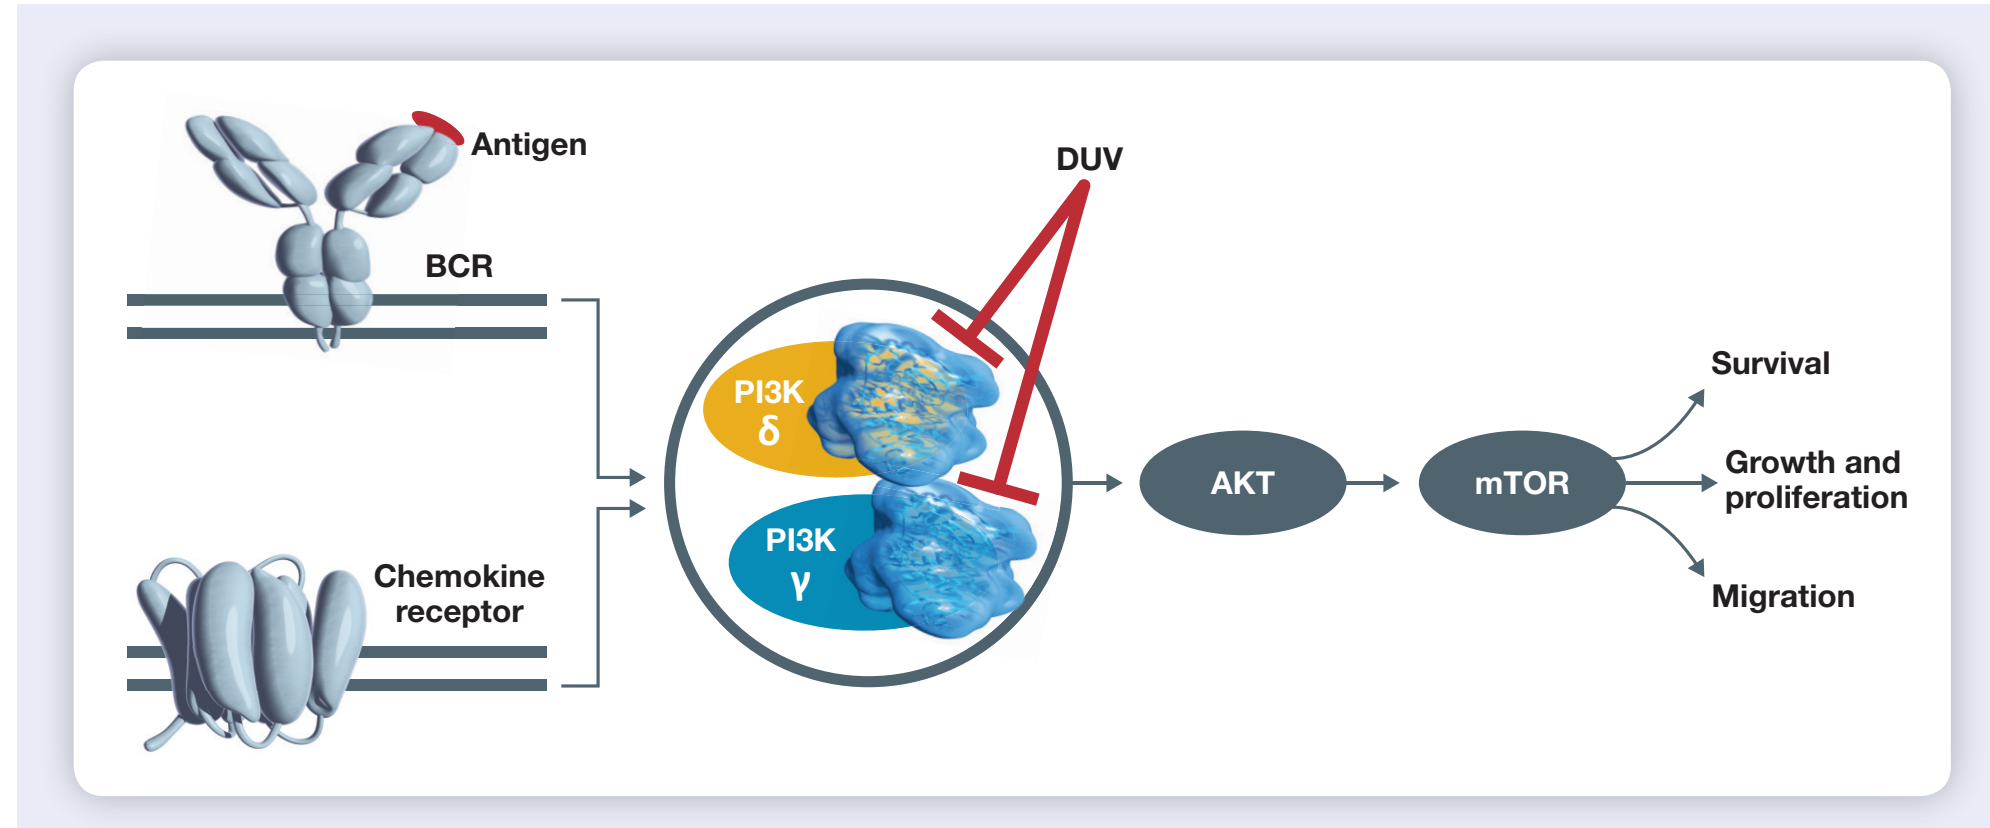 Antigen
BCR
Chemokine
receptor
DUV
PI3K
δ
PI3K
γ
AKT
mTOR
Survival
Growth and
proliferation
Migration